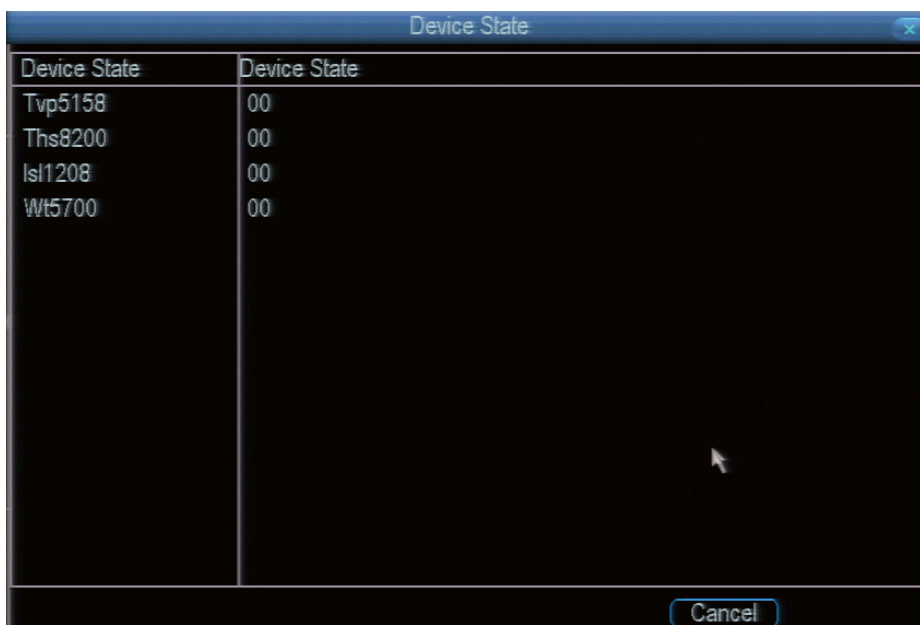 Device State
Device State Device State
Tvp5158 00
Ths8200 00
Isl1208 00
Wt5700 00
Cancel